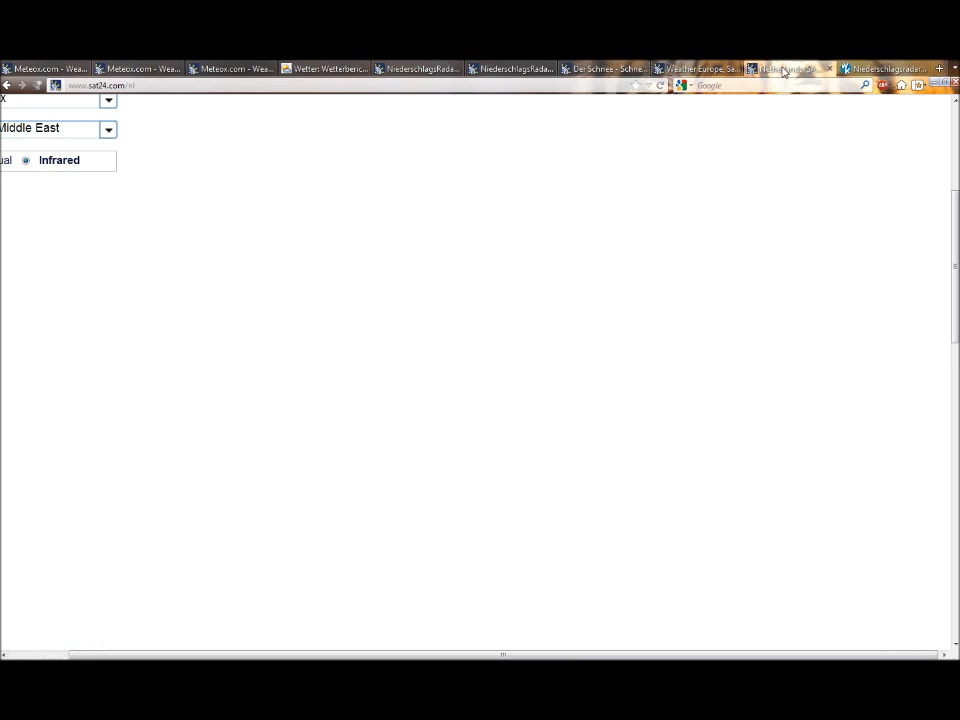 Meteox.com - Wea... Meteox.com - Wea... Meteox.com - Wea... Wetter: Wetterberic... NiederschlagsRada... NiederschlagsRada... Der Schnee - Schne... Weather Europe, Sa... Niederschlagsradar...
www.sat24.com/nl Google
X
Middle East
ual Infrared